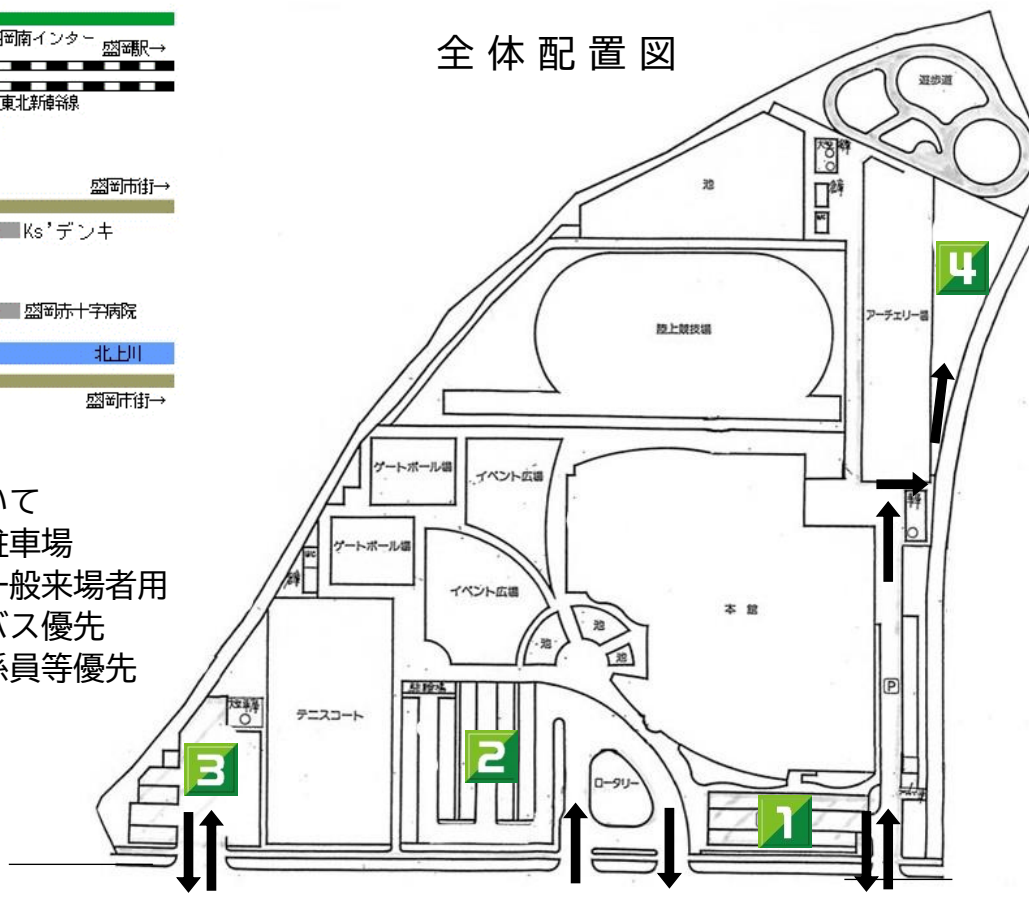 全体配置図
岡南インター
盛岡駅→
東北新幹線
盛岡市街→
Ks'デンキ
盛岡赤十字病院
北上川
盛岡市街→
いて
駐車場
一般来場者用
バス優先
係員等優先
遊歩道
池
4
陸上競技場
アーチェリー場
ゲートボール場
イベント広場
ゲートボール場
イベント広場
池
池
池
本館
P
駐輪場
テニスコート
3
2
ロータリー
1